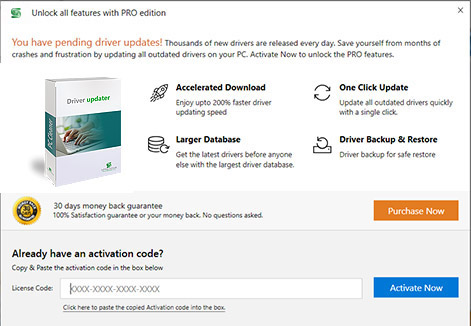 Unlock all features with PRO edition
You have pending driver updates! Thousands of new drivers are released every day. Save yourself from months of
crashes and frustration by updating all outdated drivers on your PC. Activate Now to unlock the PRO features.
Driver updater
PCCleaner
Accelerated Download
Enjoy upto 200% faster driver
updating speed
One Click Update
Update all outdated drivers quickly
with a single click.
Larger Database
Get the latest drivers before anyone
else with the largest driver database.
Driver Backup & Restore
Driver backup for safe restore
30 days money back guarantee
100% Satisfaction guarantee or your money back. No questions asked.
Purchase Now
Already have an activation code?
Copy & Paste the activation code in the box below
License Code:
XXXX-XXXX-XXXX-XXXX
Activate Now
Click here to paste the copied Activation code into the box.